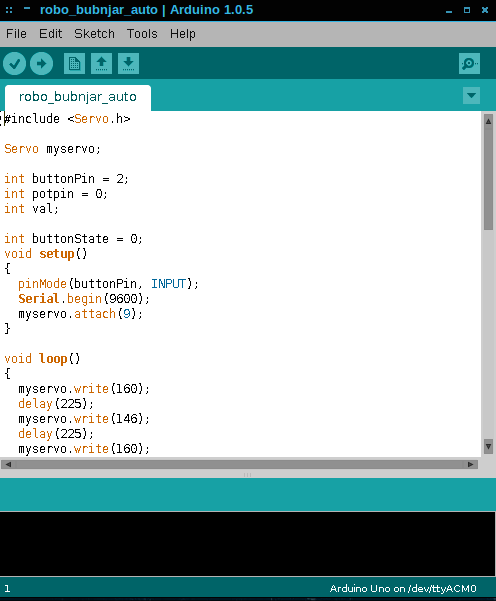 robo_bubnjar_auto | Arduino 1.0.5
File Edit Sketch Tools Help
robo_bubnjar_auto
#include <Servo.h>
Servo myservo;
int buttonPin = 2;
int potpin = 0;
int val;
int buttonState = 0;
void setup()
{
  pinMode(buttonPin, INPUT);
  Serial.begin(9600);
  myservo.attach(9);
}
void loop()
{
  myservo.write(160);
  delay(225);
  myservo.write(146);
  delay(225);
  myservo.write(160);
1 Arduino Uno on /dev/ttyACM0